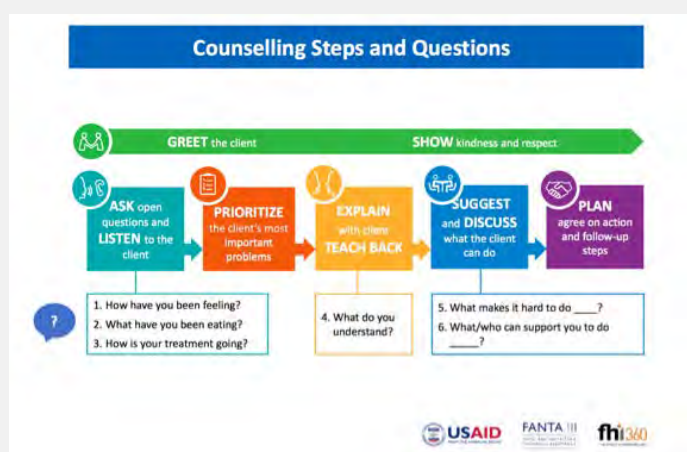 Counselling Steps and Questions
GREET the client
SHOW kindness and respect
ASK open
questions and
LISTEN to the
client
PRIORITIZE
the client's most
important
problems
EXPLAIN
with client
TEACH BACK
SUGGEST
and DISCUSS
what the client
can do
PLAN
agree on action
and follow-up
steps
?
1. How have you been feeling?
2. What have you been eating?
3. How is your treatment going?
4. What do you
understand?
5. What makes it hard to do ____?
6. What/who can support you to do
_____?
USAID
FANTA III
fhi360